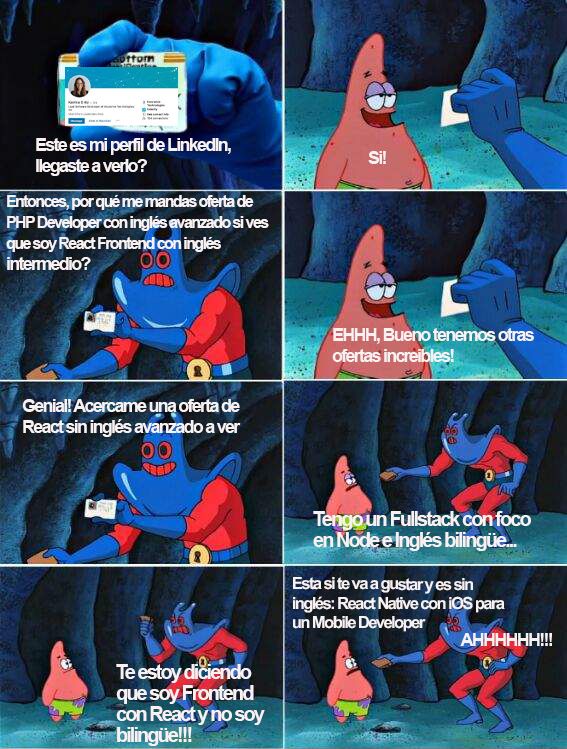 Este es mi perfil de LinkedIn,
llegaste a verlo?
Si!
Entonces, por qué me mandas oferta de
PHP Developer con inglés avanzado si ves
que soy React Frontend con inglés
intermedio?
EHHH, Bueno tenemos otras
ofertas increibles!
Genial! Acercame una oferta de
React sin inglés avanzado a ver
Tengo un Fullstack con foco
en Node e Inglés bilingüe...
Te estoy diciendo
que soy Frontend
con React y no soy
bilingüe!!!
Esta si te va a gustar y es sin
inglés: React Native con iOS para
un Mobile Developer
AHHHHHH!!!